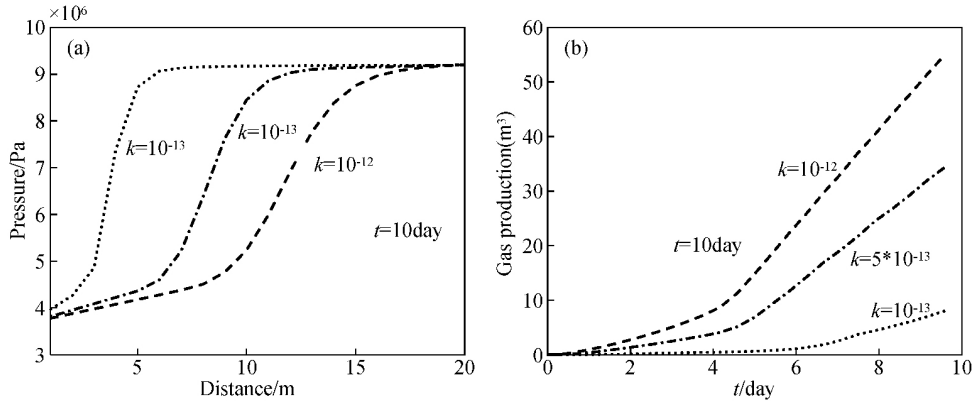 ×10⁶
10
9
8
7
6
5
4
3
(a)
k=10⁻¹³
k=10⁻¹³
k=10⁻¹²
t=10day
5
10
15
20
Pressure/Pa
Distance/m
60
50
40
30
20
10
0
(b)
k=10⁻¹²
t=10day
k=5*10⁻¹³
k=10⁻¹³
0
2
4
6
8
10
Gas production(m³)
t/day